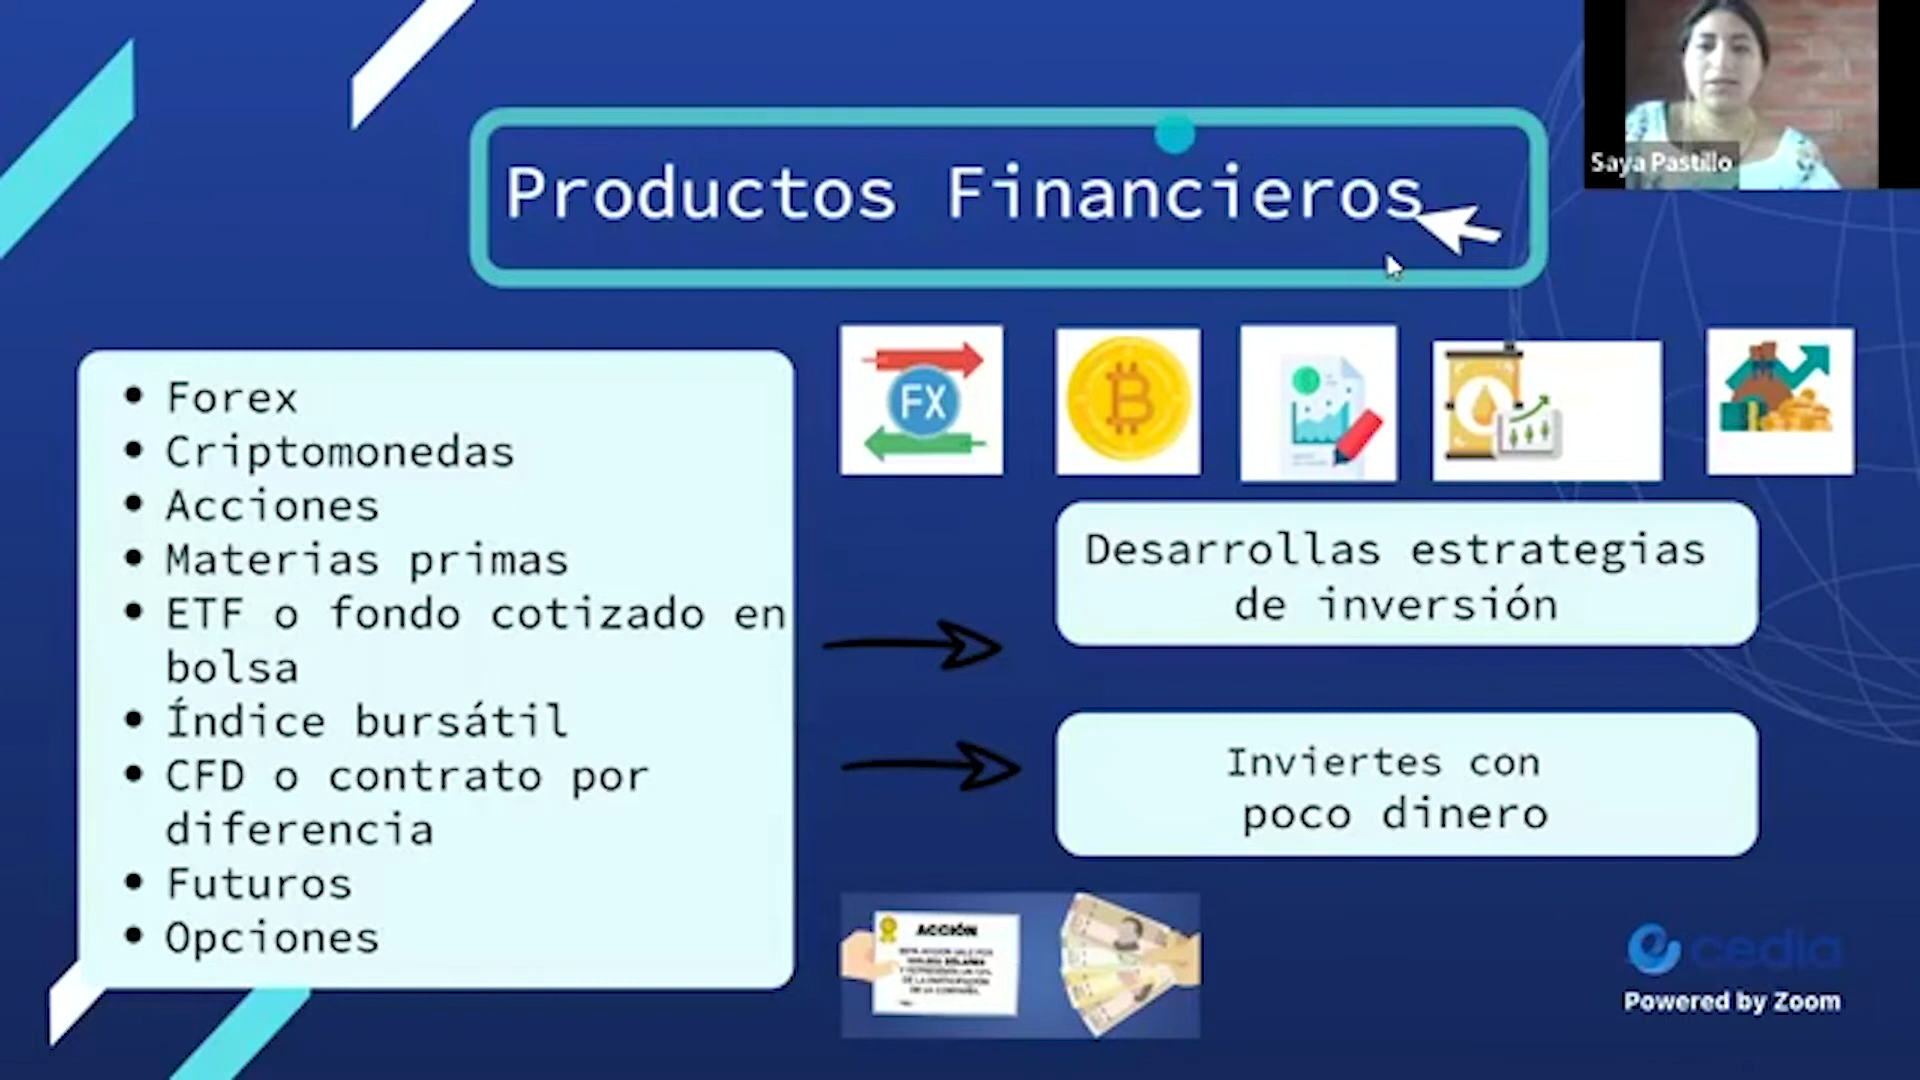 Saya Pastillo
Productos Financieros
FX
• Forex
• Criptomonedas
• Acciones
• Materias primas
• ETF o fondo cotizado en
bolsa
• Índice bursátil
• CFD o contrato por
diferencia
• Futuros
• Opciones
Desarrollas estrategias
de inversión
Inviertes con
poco dinero
ACCIÓN
cedia
Powered by Zoom